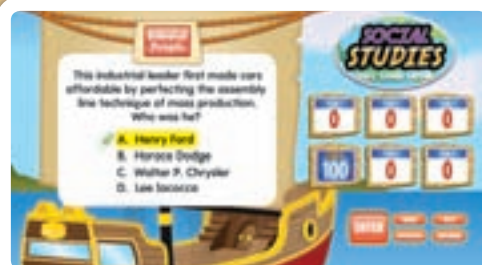 People
This industrial leader first made cars
affordable by perfecting the assembly
line technique of mass production.
Who was he?
A. Henry Ford
B. Horace Dodge
C. Walter P. Chrysler
D. Lee Iacocca
SOCIAL
STUDIES
0 0 0
100 0 0
ENTER